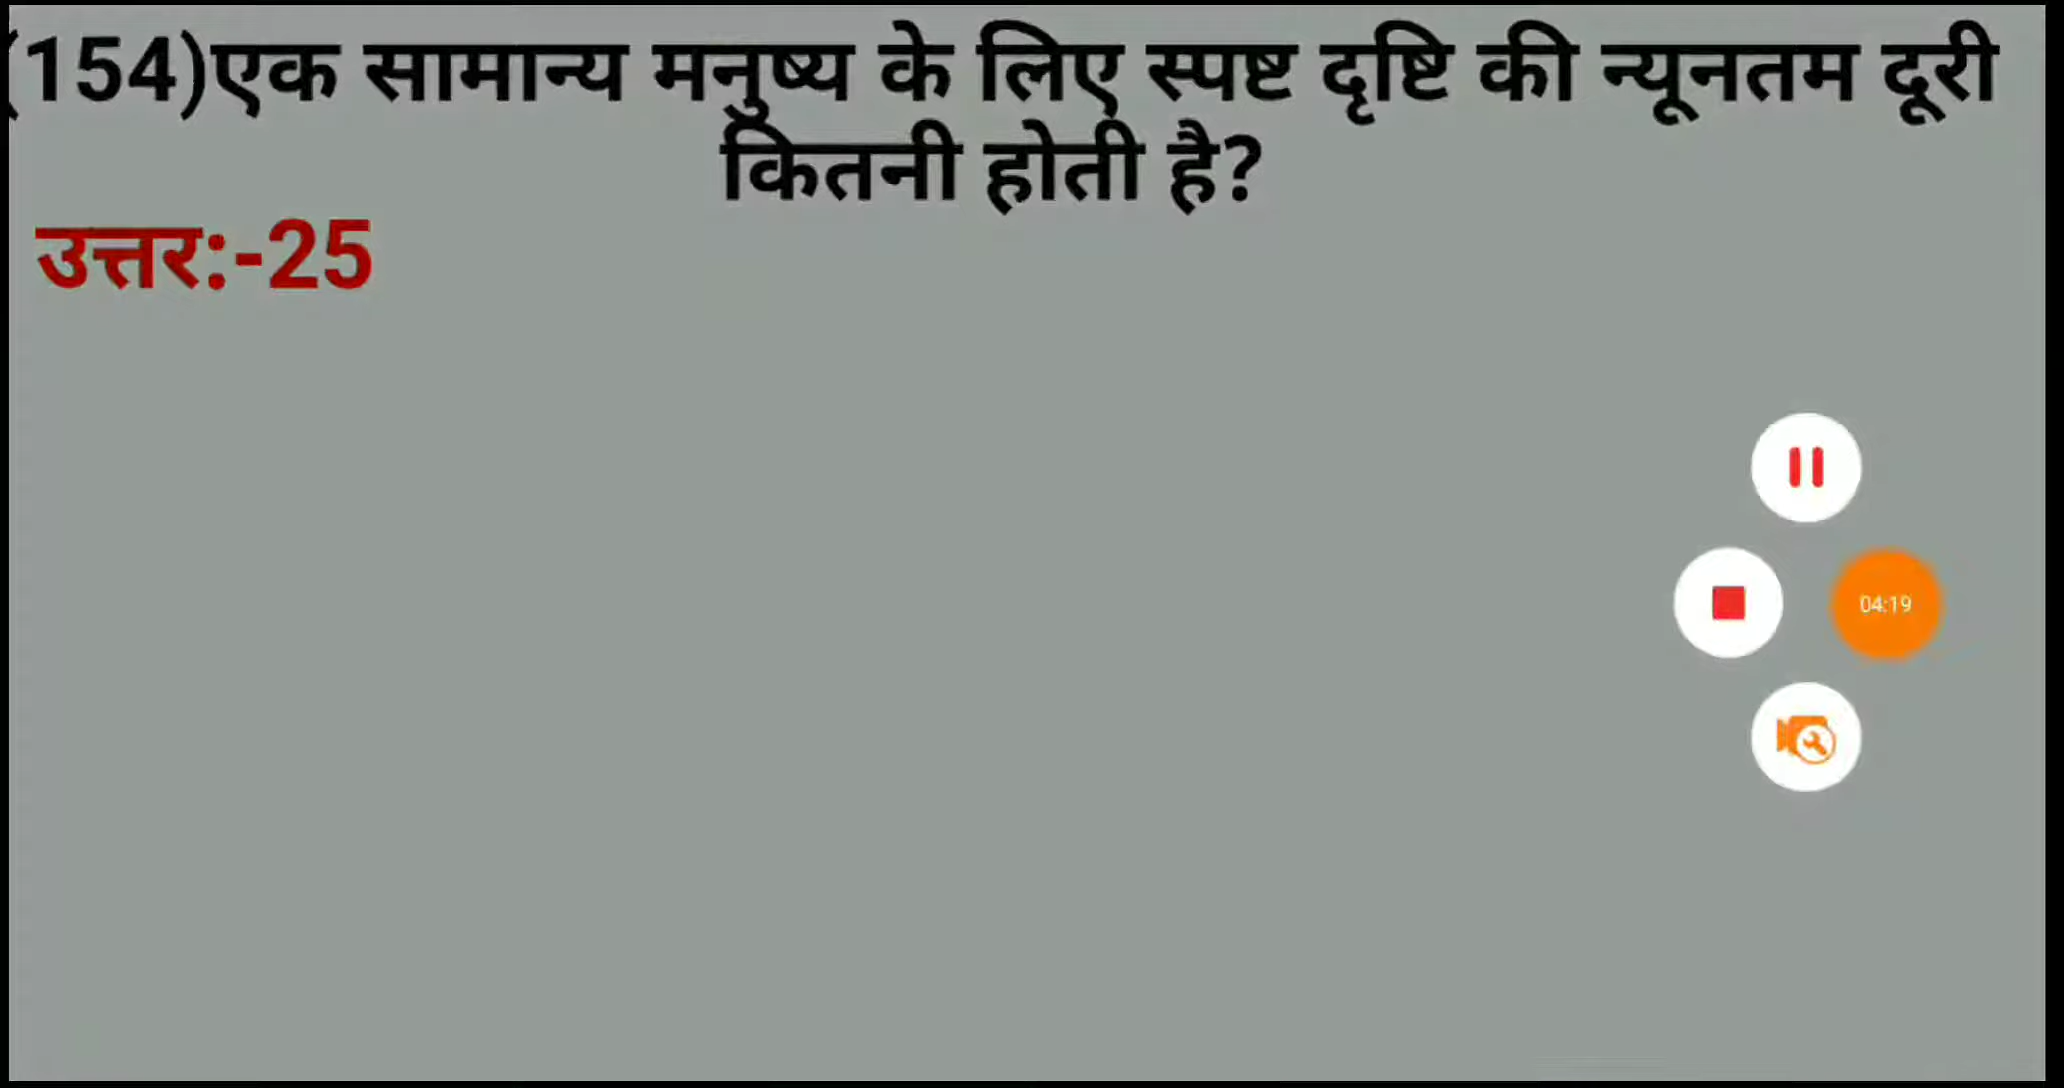 (154)एक सामान्य मनुष्य के लिए स्पष्ट दृष्टि की न्यूनतम दूरी
कितनी होती है?
उत्तर:-25
04:19